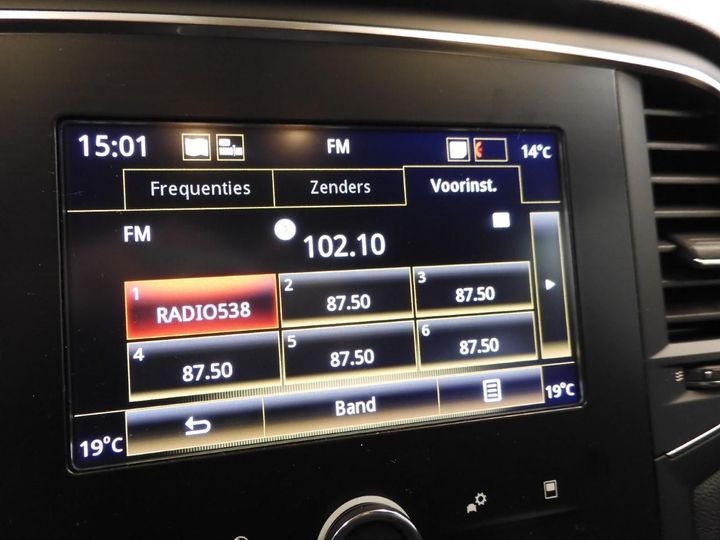 15:01 FM 14°C
Frequenties Zenders Voorinst.
FM 102.10
1 RADIO538 2 87.50 3 87.50
4 87.50 5 87.50 6 87.50
19°C Band 19°C